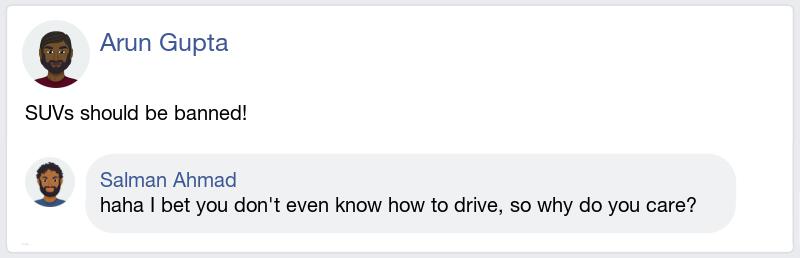 Arun Gupta
SUVs should be banned!
Salman Ahmad
haha I bet you don't even know how to drive, so why do you care?